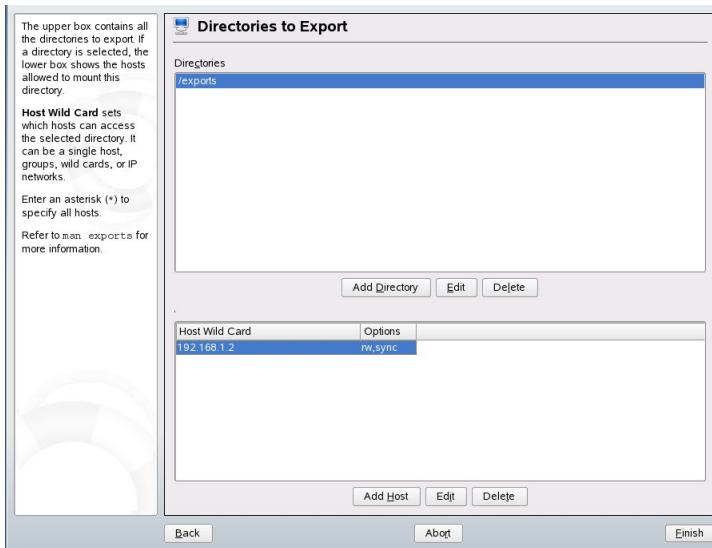 The upper box contains all
the directories to export. If
a directory is selected, the
lower box shows the hosts
allowed to mount this
directory.
Host Wild Card sets
which hosts can access
the selected directory. It
can be a single host,
groups, wild cards, or IP
networks.
Enter an asterisk (*) to
specify all hosts.
Refer to man exports for
more information.
Directories to Export
Directories
/exports
Add Directory Edit Delete
Host Wild Card Options
192.168.1.2 rw,sync
Add Host Edit Delete
Back Abort Finish